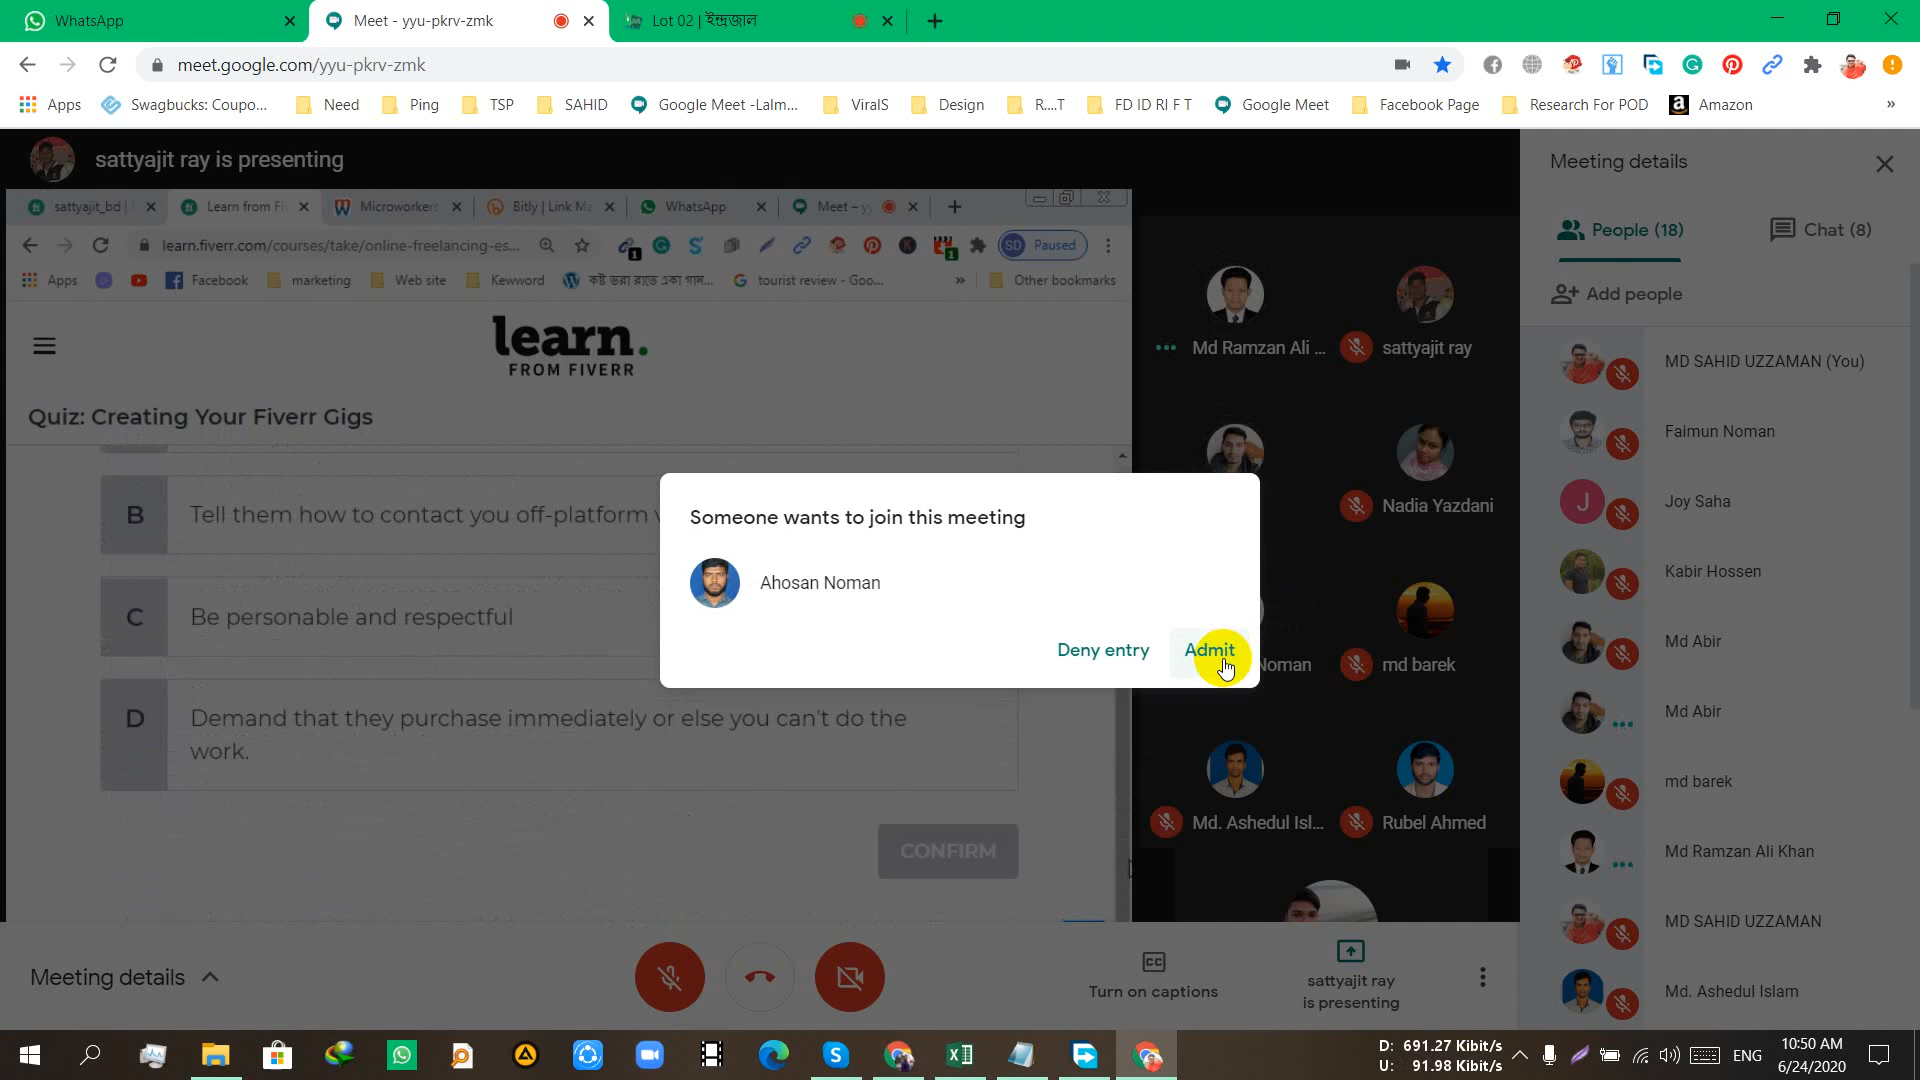 WhatsApp
Meet - yyu-pkrv-zmk
Lot 02 | ইন্দ্রজাল
meet.google.com/yyu-pkrv-zmk
Apps
Swagbucks: Coupo...
Need
Ping
TSP
SAHID
Google Meet -Lalm...
ViralS
Design
R....T
FD ID RI F T
Google Meet
Facebook Page
Research For POD
Amazon
»
sattyajit ray is presenting
sattyajit_bd |
Learn from Fi
Microworker
Bitly | Link Ma
WhatsApp
Meet – yy
learn.fiverr.com/courses/take/online-freelancing-es...
SD Paused
Apps
Facebook
marketing
Web site
Kewword
কষ্ট ভরা রাতে একা গাল...
tourist review - Goo...
»
Other bookmarks
learn.
FROM FIVERR
Quiz: Creating Your Fiverr Gigs
B
Tell them how to contact you off-platform
C
Be personable and respectful
D
Demand that they purchase immediately or else you can't do the
work.
CONFIRM
Someone wants to join this meeting
Ahosan Noman
Deny entry
Admit
Md Ramzan Ali ...
sattyajit ray
Nadia Yazdani
Noman
md barek
Md. Ashedul Isl...
Rubel Ahmed
Meeting details
People (18)
Chat (8)
Add people
MD SAHID UZZAMAN (You)
Faimun Noman
J
Joy Saha
Kabir Hossen
Md Abir
Md Abir
md barek
Md Ramzan Ali Khan
MD SAHID UZZAMAN
Md. Ashedul Islam
Meeting details
Turn on captions
sattyajit ray
is presenting
D: 691.27 Kibit/s
U: 91.98 Kibit/s
ENG
10:50 AM
6/24/2020